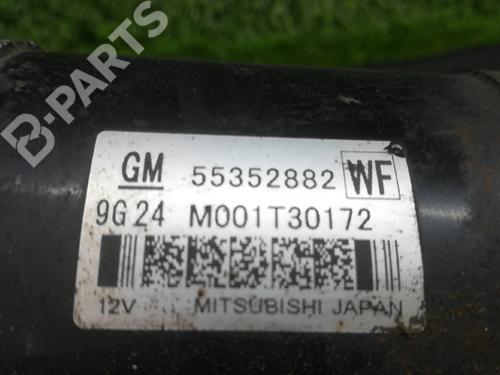 B-PARTS
GM 55352882 WF
9G24 M001T30172
12V MITSUBISHI JAPAN